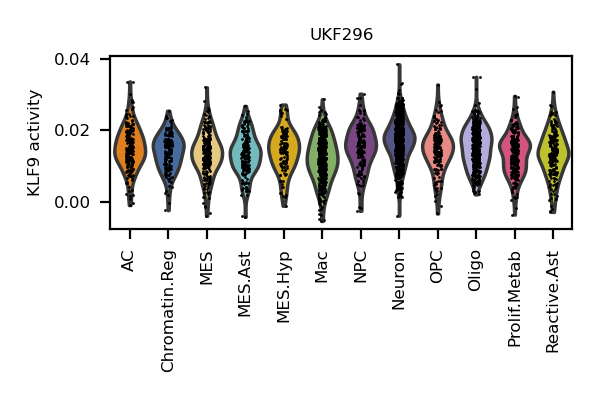 UKF296
KLF9 activity
0.04
0.02
0.00
AC
Chromatin.Reg
MES
MES.Ast
MES.Hyp
Mac
NPC
Neuron
OPC
Oligo
Prolif.Metab
Reactive.Ast